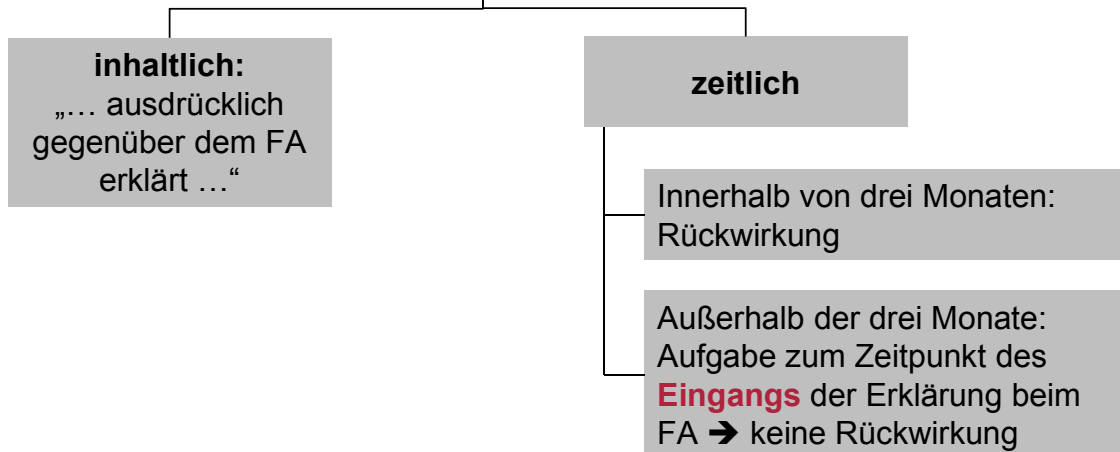 inhaltlich:
„… ausdrücklich
gegenüber dem FA
erklärt …“
zeitlich
Innerhalb von drei Monaten:
Rückwirkung
Außerhalb der drei Monate:
Aufgabe zum Zeitpunkt des
Eingangs der Erklärung beim
FA ➔ keine Rückwirkung